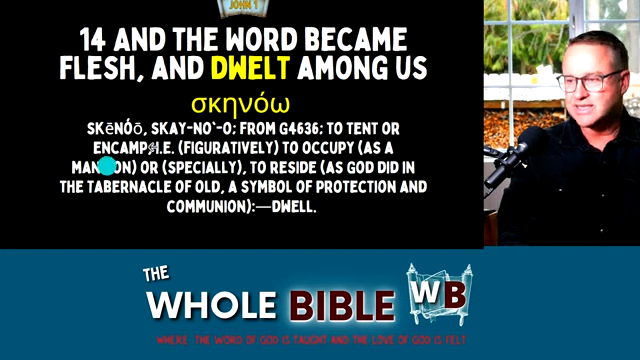 JOHN 1
14 AND THE WORD BECAME
FLESH, AND DWELT AMONG US
σκηνόω
SKēNÓō, SKAY-NO`-O; FROM G4636; TO TENT OR
ENCAMP, I.E. (FIGURATIVELY) TO OCCUPY (AS A
OR (SPECIALLY), TO RESIDE (AS GOD DID IN
THE TABERNACLE OF OLD, A SYMBOL OF PROTECTION AND
COMMUNION):—DWELL.
THE
WHOLE BIBLE WB
WHERE THE WORD OF GOD IS TAUGHT AND THE LOVE OF GOD IS FELT